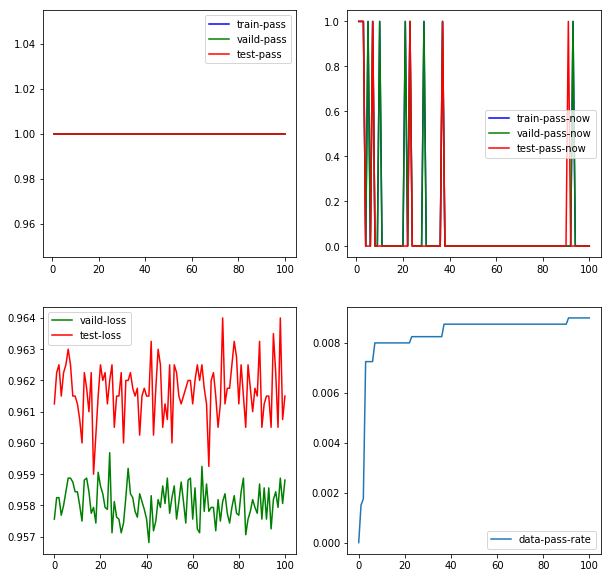 1.04
1.02
1.00
0.98
0.96
0 20 40 60 80 100
train-pass
vaild-pass
test-pass
1.0
0.8
0.6
0.4
0.2
0.0
0 20 40 60 80 100
train-pass-now
vaild-pass-now
test-pass-now
0.964
0.963
0.962
0.961
0.960
0.959
0.958
0.957
0 20 40 60 80 100
vaild-loss
test-loss
0.008
0.006
0.004
0.002
0.000
0 20 40 60 80 100
data-pass-rate